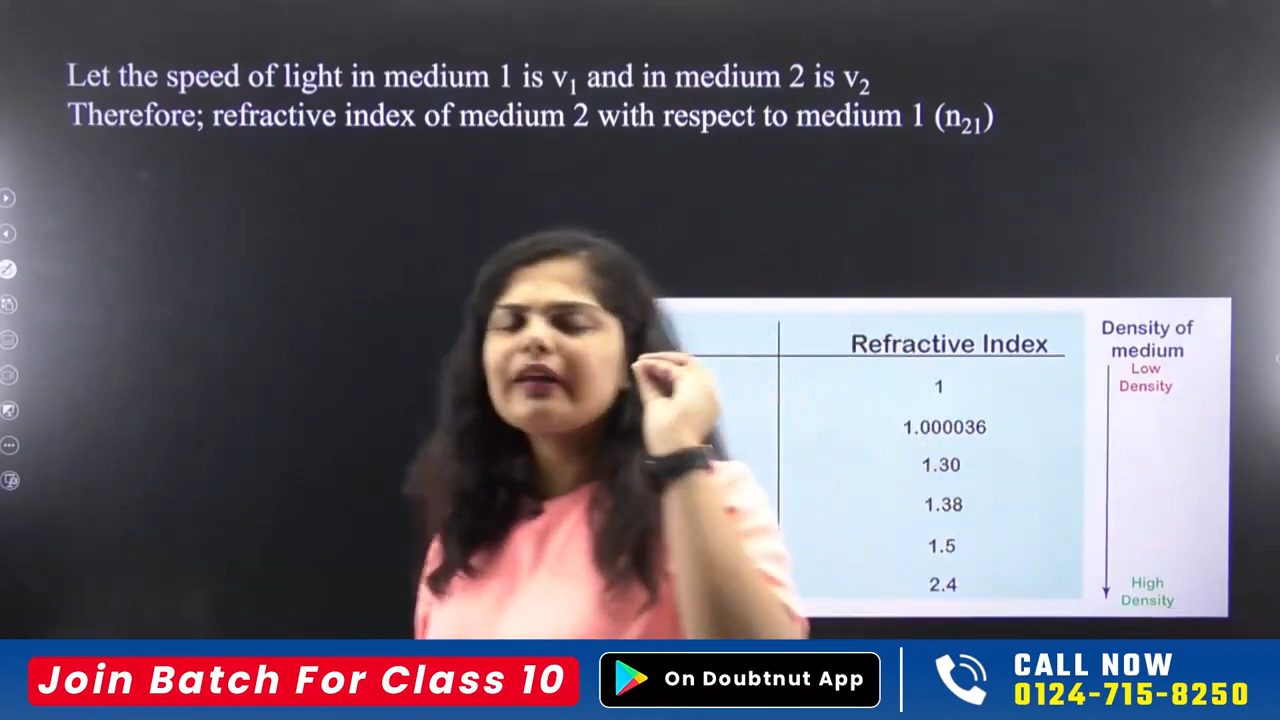 Let the speed of light in medium 1 is v₁ and in medium 2 is v₂
Therefore; refractive index of medium 2 with respect to medium 1 (n₂₁)
Refractive Index
Density of
medium
Low
Density
1
1.000036
1.30
1.38
1.5
2.4
High
Density
Join Batch For Class 10
On Doubtnut App
CALL NOW
0124-715-8250